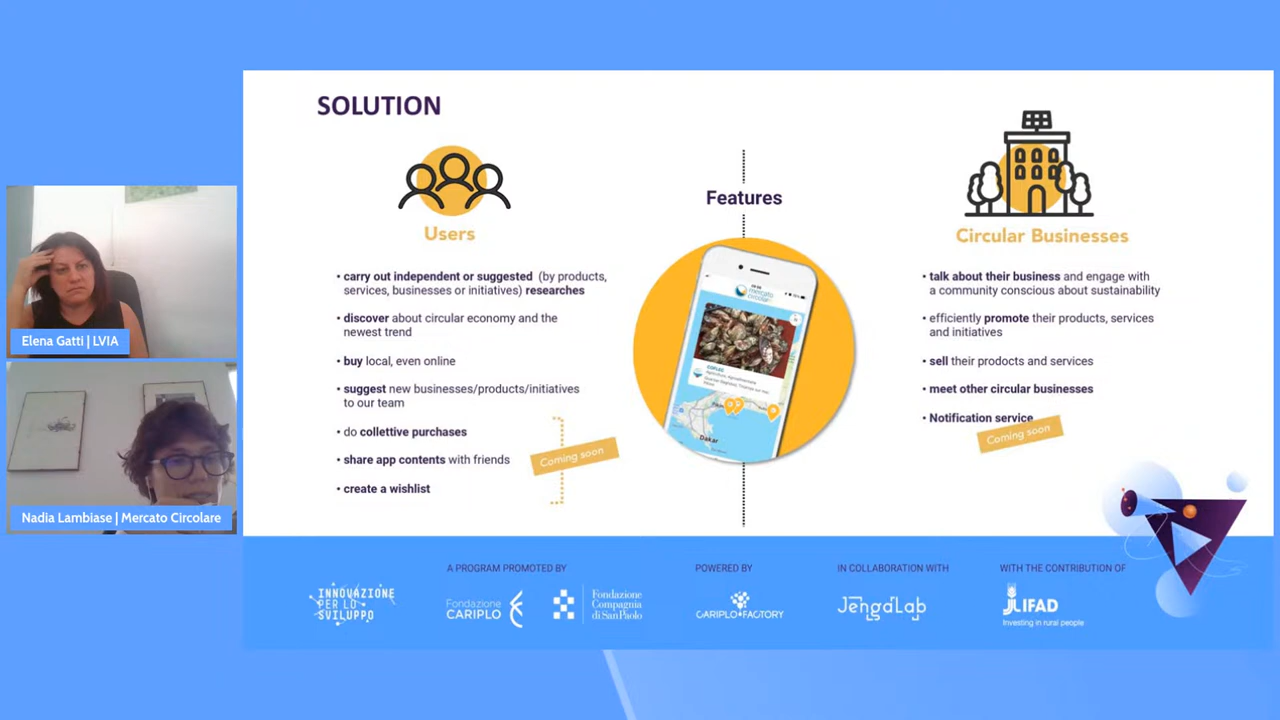 SOLUTION
Users
• carry out independent or suggested (by products,
services, businesses or initiatives) researches
• discover about circular economy and the
newest trend
• buy local, even online
• suggest new businesses/products/initiatives
to our team
• do collettive purchases
• share app contents with friends
• create a wishlist
Coming soon
Features
mercato
circolare
COPLEG
Dakar
Circular Businesses
• talk about their business and engage with
a community conscious about sustainability
• efficiently promote their products, services
and initiatives
• sell their products and services
• meet other circular businesses
• Notification service
Coming soon
Elena Gatti | LVIA
Nadia Lambiase | Mercato Circolare
INNOVAZIONE
PER LO
SVILUPPO
A PROGRAM PROMOTED BY
Fondazione
CARIPLO
Fondazione
Compagnia
di SanPaolo
POWERED BY
CARIPLO FACTORY
IN COLLABORATION WITH
JengaLab
WITH THE CONTRIBUTION OF
JLIFAD
Investing in rural people